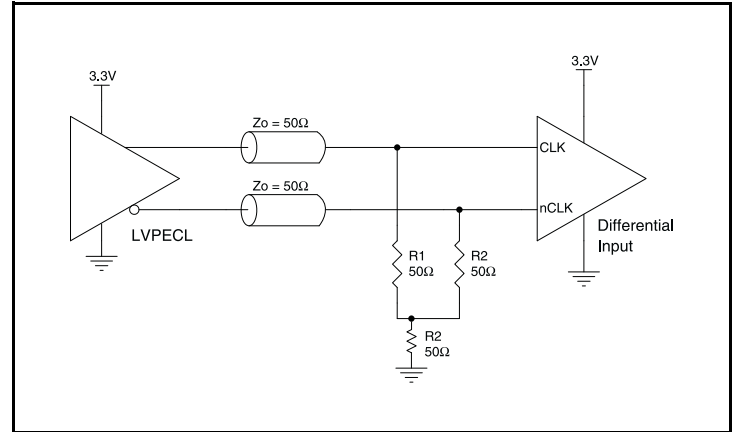 3.3V
3.3V
Zo = 50Ω
CLK
Zo = 50Ω
nCLK
LVPECL
Differential
Input
R1
50Ω
R2
50Ω
R2
50Ω